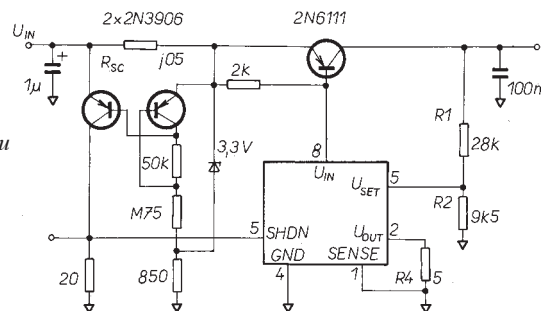 2×2N3906
2N6111
U_IN
R_SC
j05
1µ
2k
100n
R1
28k
50k
3,3V
8
U_IN
U_SET
5
M75
R2
9k5
5
SHDN
U_OUT
2
GND
SENSE
4
1
R4
5
20
850
u